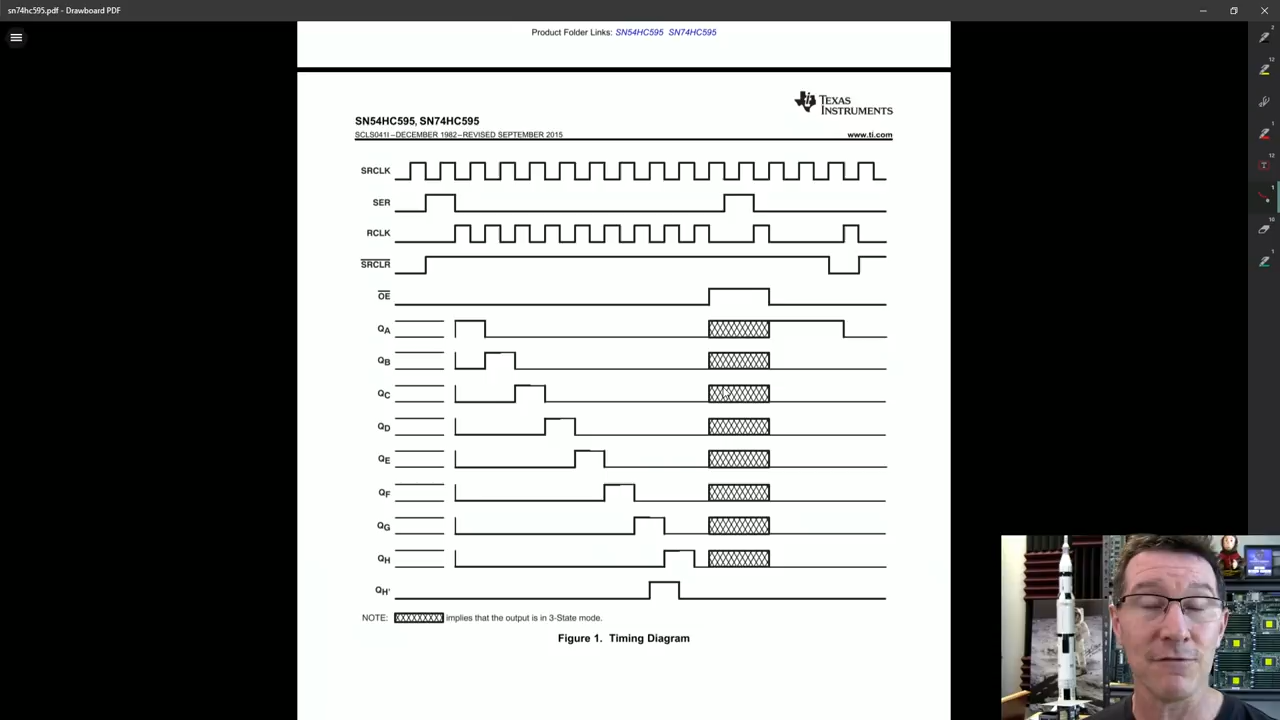 sn74hc595.pdf - Drawboard PDF
Product Folder Links: SN54HC595 SN74HC595
TEXAS
INSTRUMENTS
SN54HC595, SN74HC595
SCLS041I –DECEMBER 1982–REVISED SEPTEMBER 2015
www.ti.com
SRCLK
SER
RCLK
SRCLR
OE
QA
QB
QC
QD
QE
QF
QG
QH
QH'
NOTE: implies that the output is in 3-State mode.
Figure 1. Timing Diagram